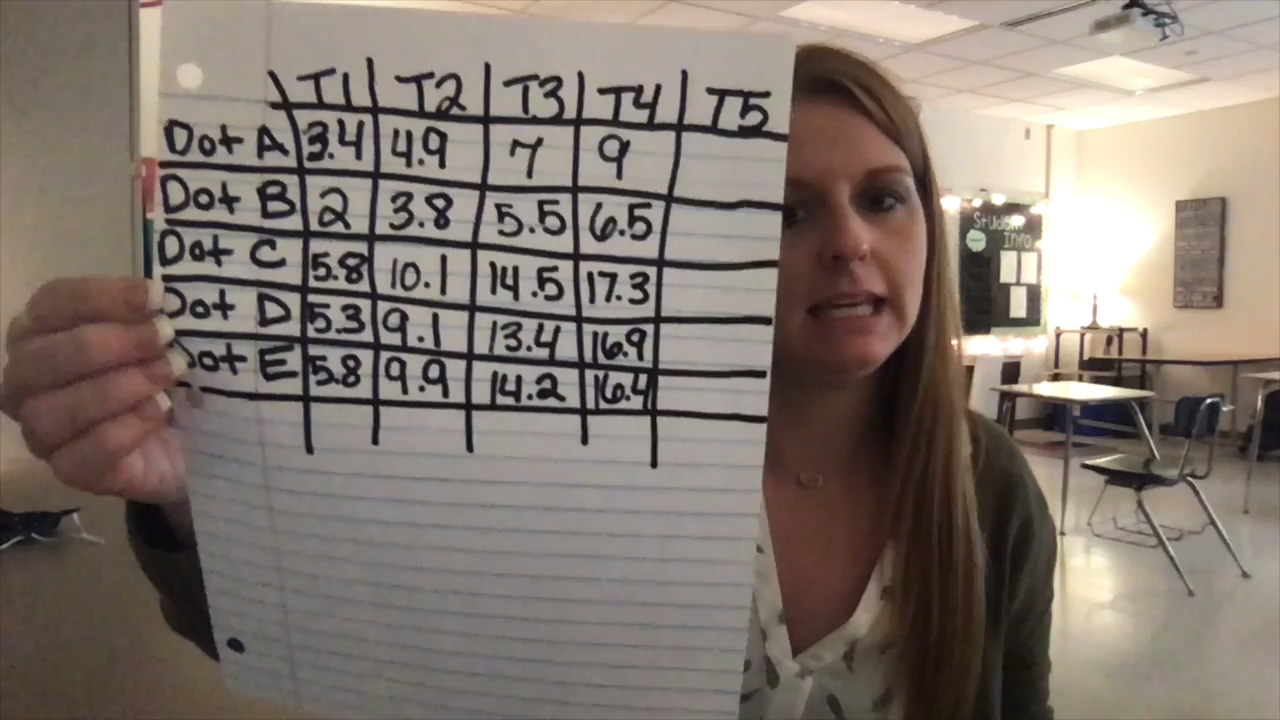 T1 T2 T3 T4 T5
Dot A 3.4 4.9 7 9
Dot B 2 3.8 5.5 6.5
Dot C 5.8 10.1 14.5 17.3
Dot D 5.3 9.1 13.4 16.9
Dot E 5.8 9.9 14.2 16.4
Student
Info